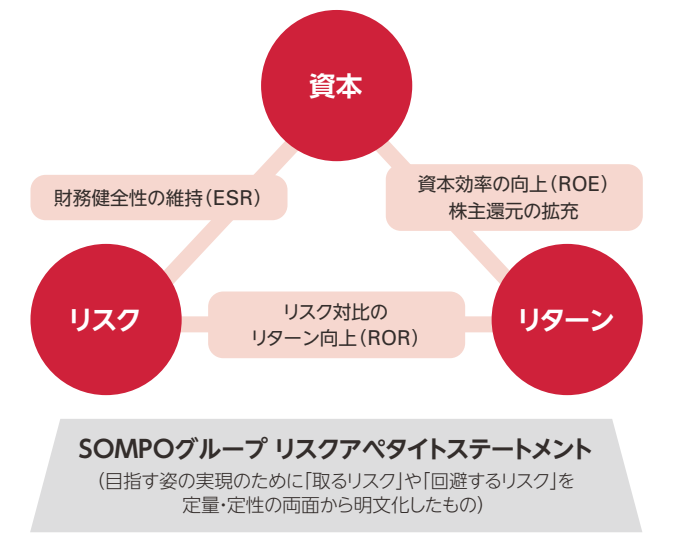 資本
財務健全性の維持（ESR）
資本効率の向上（ROE）
株主還元の拡充
リスク
リスク対比の
リターン向上（ROR）
リターン
SOMPOグループ リスクアペタイトステートメント
（目指す姿の実現のために「取るリスク」や「回避するリスク」を
定量・定性の両面から明文化したもの）